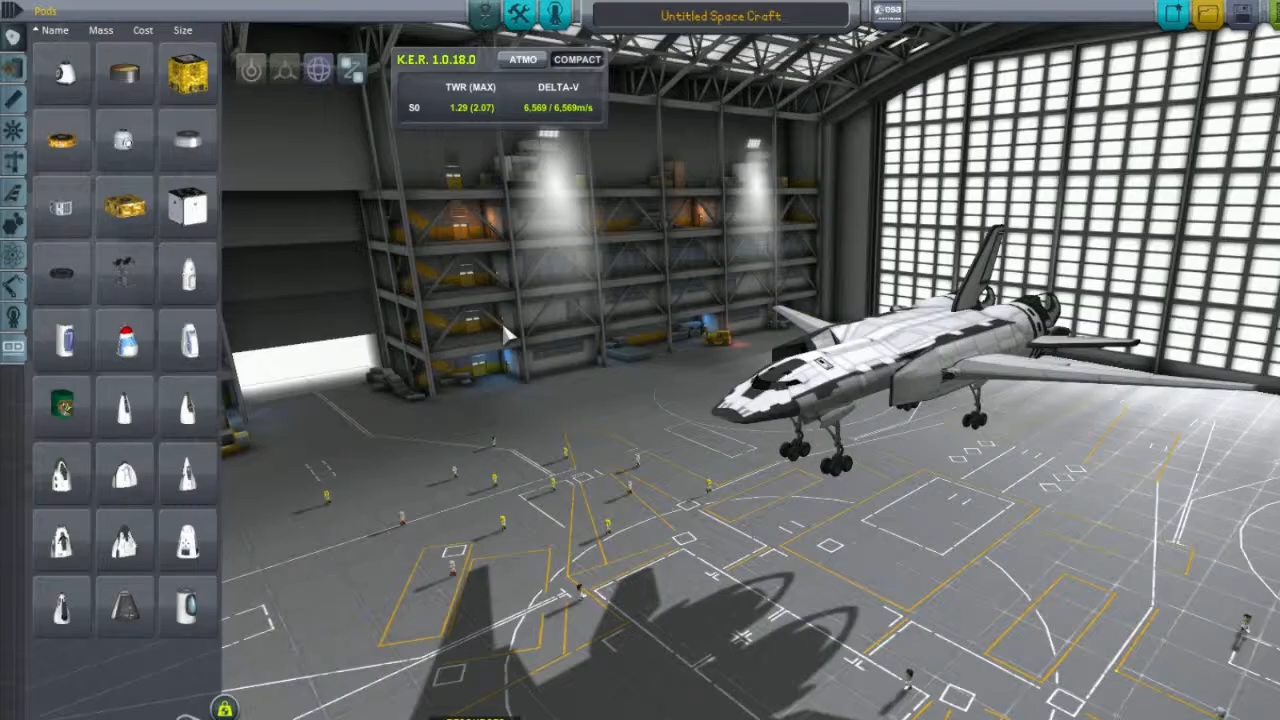 Pods
Untitled Space Craft
esa
Name Mass Cost Size
K.E.R. 1.0.18.0 ATMO COMPACT
TWR (MAX) DELTA-V
S0 1.29 (2.07) 6,569 / 6,569m/s